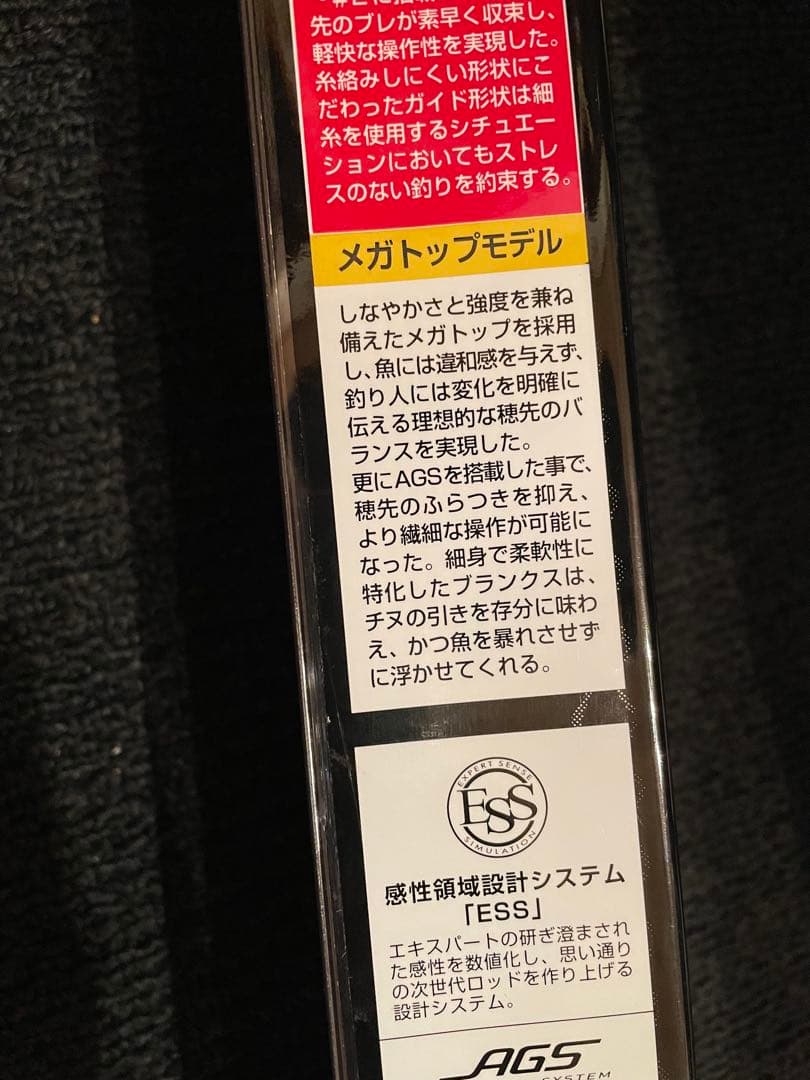 先のブレが素早く収束し、
軽快な操作性を実現した。
糸絡みしにくい形状にこ
だわったガイド形状は細
糸を使用するシチュエー
ションにおいてもストレ
スのない釣りを約束する。
メガトップモデル
しなやかさと強度を兼ね
備えたメガトップを採用
し、魚には違和感を与えず、
釣り人には変化を明確に
伝える理想的な穂先のバ
ランスを実現した。
更にAGSを搭載した事で、
穂先のふらつきを抑え、
より繊細な操作が可能に
なった。細身で柔軟性に
特化したブランクスは、
チヌの引きを存分に味わ
え、かつ魚を暴れさせず
に浮かせてくれる。
EXPERT SENSE
ESS
SIMULATION
感性領域設計システム
「ESS」
エキスパートの研ぎ澄まされ
た感性を数値化し、思い通り
の次世代ロッドを作り上げる
設計システム。
AGS
SYSTEM